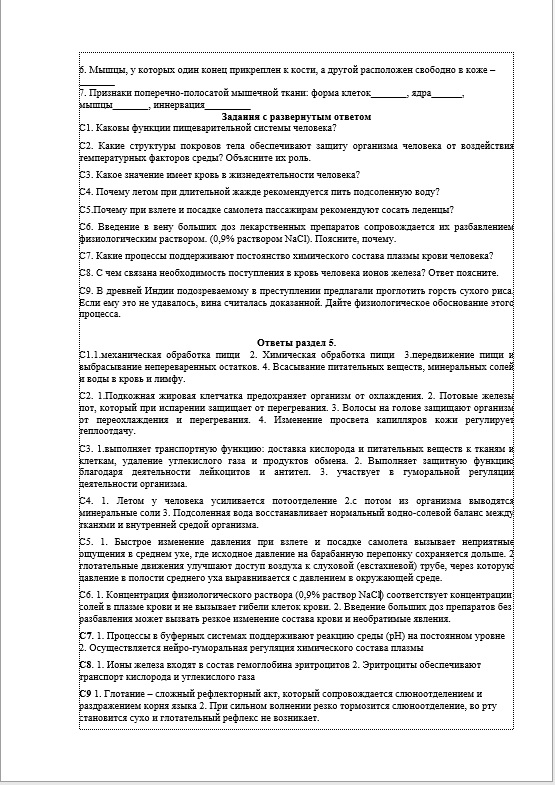 6. Мышцы, у которых один конец прикреплен к кости, а другой расположен свободно в коже –
________
7. Признаки поперечно-полосатой мышечной ткани: форма клеток_______, ядра______,
мышцы_______, иннервация_________
Задания с развернутым ответом
С1. Каковы функции пищеварительной системы человека?
С2. Какие структуры покровов тела обеспечивают защиту организма человека от воздействия
температурных факторов среды? Объясните их роль.
С3. Какое значение имеет кровь в жизнедеятельности человека?
С4. Почему летом при длительной жажде рекомендуется пить подсоленную воду?
С5.Почему при взлете и посадке самолета пассажирам рекомендуют сосать леденцы?
С6. Введение в вену больших доз лекарственных препаратов сопровождается их разбавлением
физиологическим раствором. (0,9% раствором NaCl). Поясните, почему.
С7. Какие процессы поддерживают постоянство химического состава плазмы крови человека?
С8. С чем связана необходимость поступления в кровь человека ионов железа? Ответ поясните.
С9. В древней Индии подозреваемому в преступлении предлагали проглотить горсть сухого риса.
Если ему это не удавалось, вина считалась доказанной. Дайте физиологическое обоснование этого
процесса.
Ответы раздел 5.
С1.1.механическая обработка пищи 2. Химическая обработка пищи 3.передвижение пищи и
выбрасывание непереваренных остатков. 4. Всасывание питательных веществ, минеральных солей
и воды в кровь и лимфу.
С2. 1.Подкожная жировая клетчатка предохраняет организм от охлаждения. 2. Потовые железы
пот, который при испарении защищает от перегревания. 3. Волосы на голове защищают организм
от переохлаждения и перегревания. 4. Изменение просвета капилляров кожи регулирует
теплоотдачу.
С3. 1.выполняет транспортную функцию: доставка кислорода и питательных веществ к тканям и
клеткам, удаление углекислого газа и продуктов обмена. 2. Выполняет защитную функцию
благодаря деятельности лейкоцитов и антител. 3. участвует в гуморальной регуляции
деятельности организма.
С4. 1. Летом у человека усиливается потоотделение 2.с потом из организма выводятся
минеральные соли 3. Подсоленная вода восстанавливает нормальный водно-солевой баланс между
тканями и внутренней средой организма.
С5. 1. Быстрое изменение давления при взлете и посадке самолета вызывает неприятные
ощущения в среднем ухе, где исходное давление на барабанную перепонку сохраняется дольше. 2
глотательные движения улучшают доступ воздуха к слуховой (евстахиевой) трубе, через которую
давление в полости среднего уха выравнивается с давлением в окружающей среде.
С6. 1. Концентрация физиологического раствора (0,9% раствор NaCl) соответствует концентрации
солей в плазме крови и не вызывает гибели клеток крови. 2. Введение больших доз препаратов без
разбавления может вызвать резкое изменение состава крови и необратимые явления.
С7. 1. Процессы в буферных системах поддерживают реакцию среды (pH) на постоянном уровне
2. Осуществляется нейро-гуморальная регуляция химического состава плазмы
С8. 1. Ионы железа входят в состав гемоглобина эритроцитов 2. Эритроциты обеспечивают
транспорт кислорода и углекислого газа
С9 1. Глотание – сложный рефлекторный акт, который сопровождается слюноотделением и
раздражением корня языка 2. При сильном волнении резко тормозится слюноотделение, во рту
становится сухо и глотательный рефлекс не возникает.